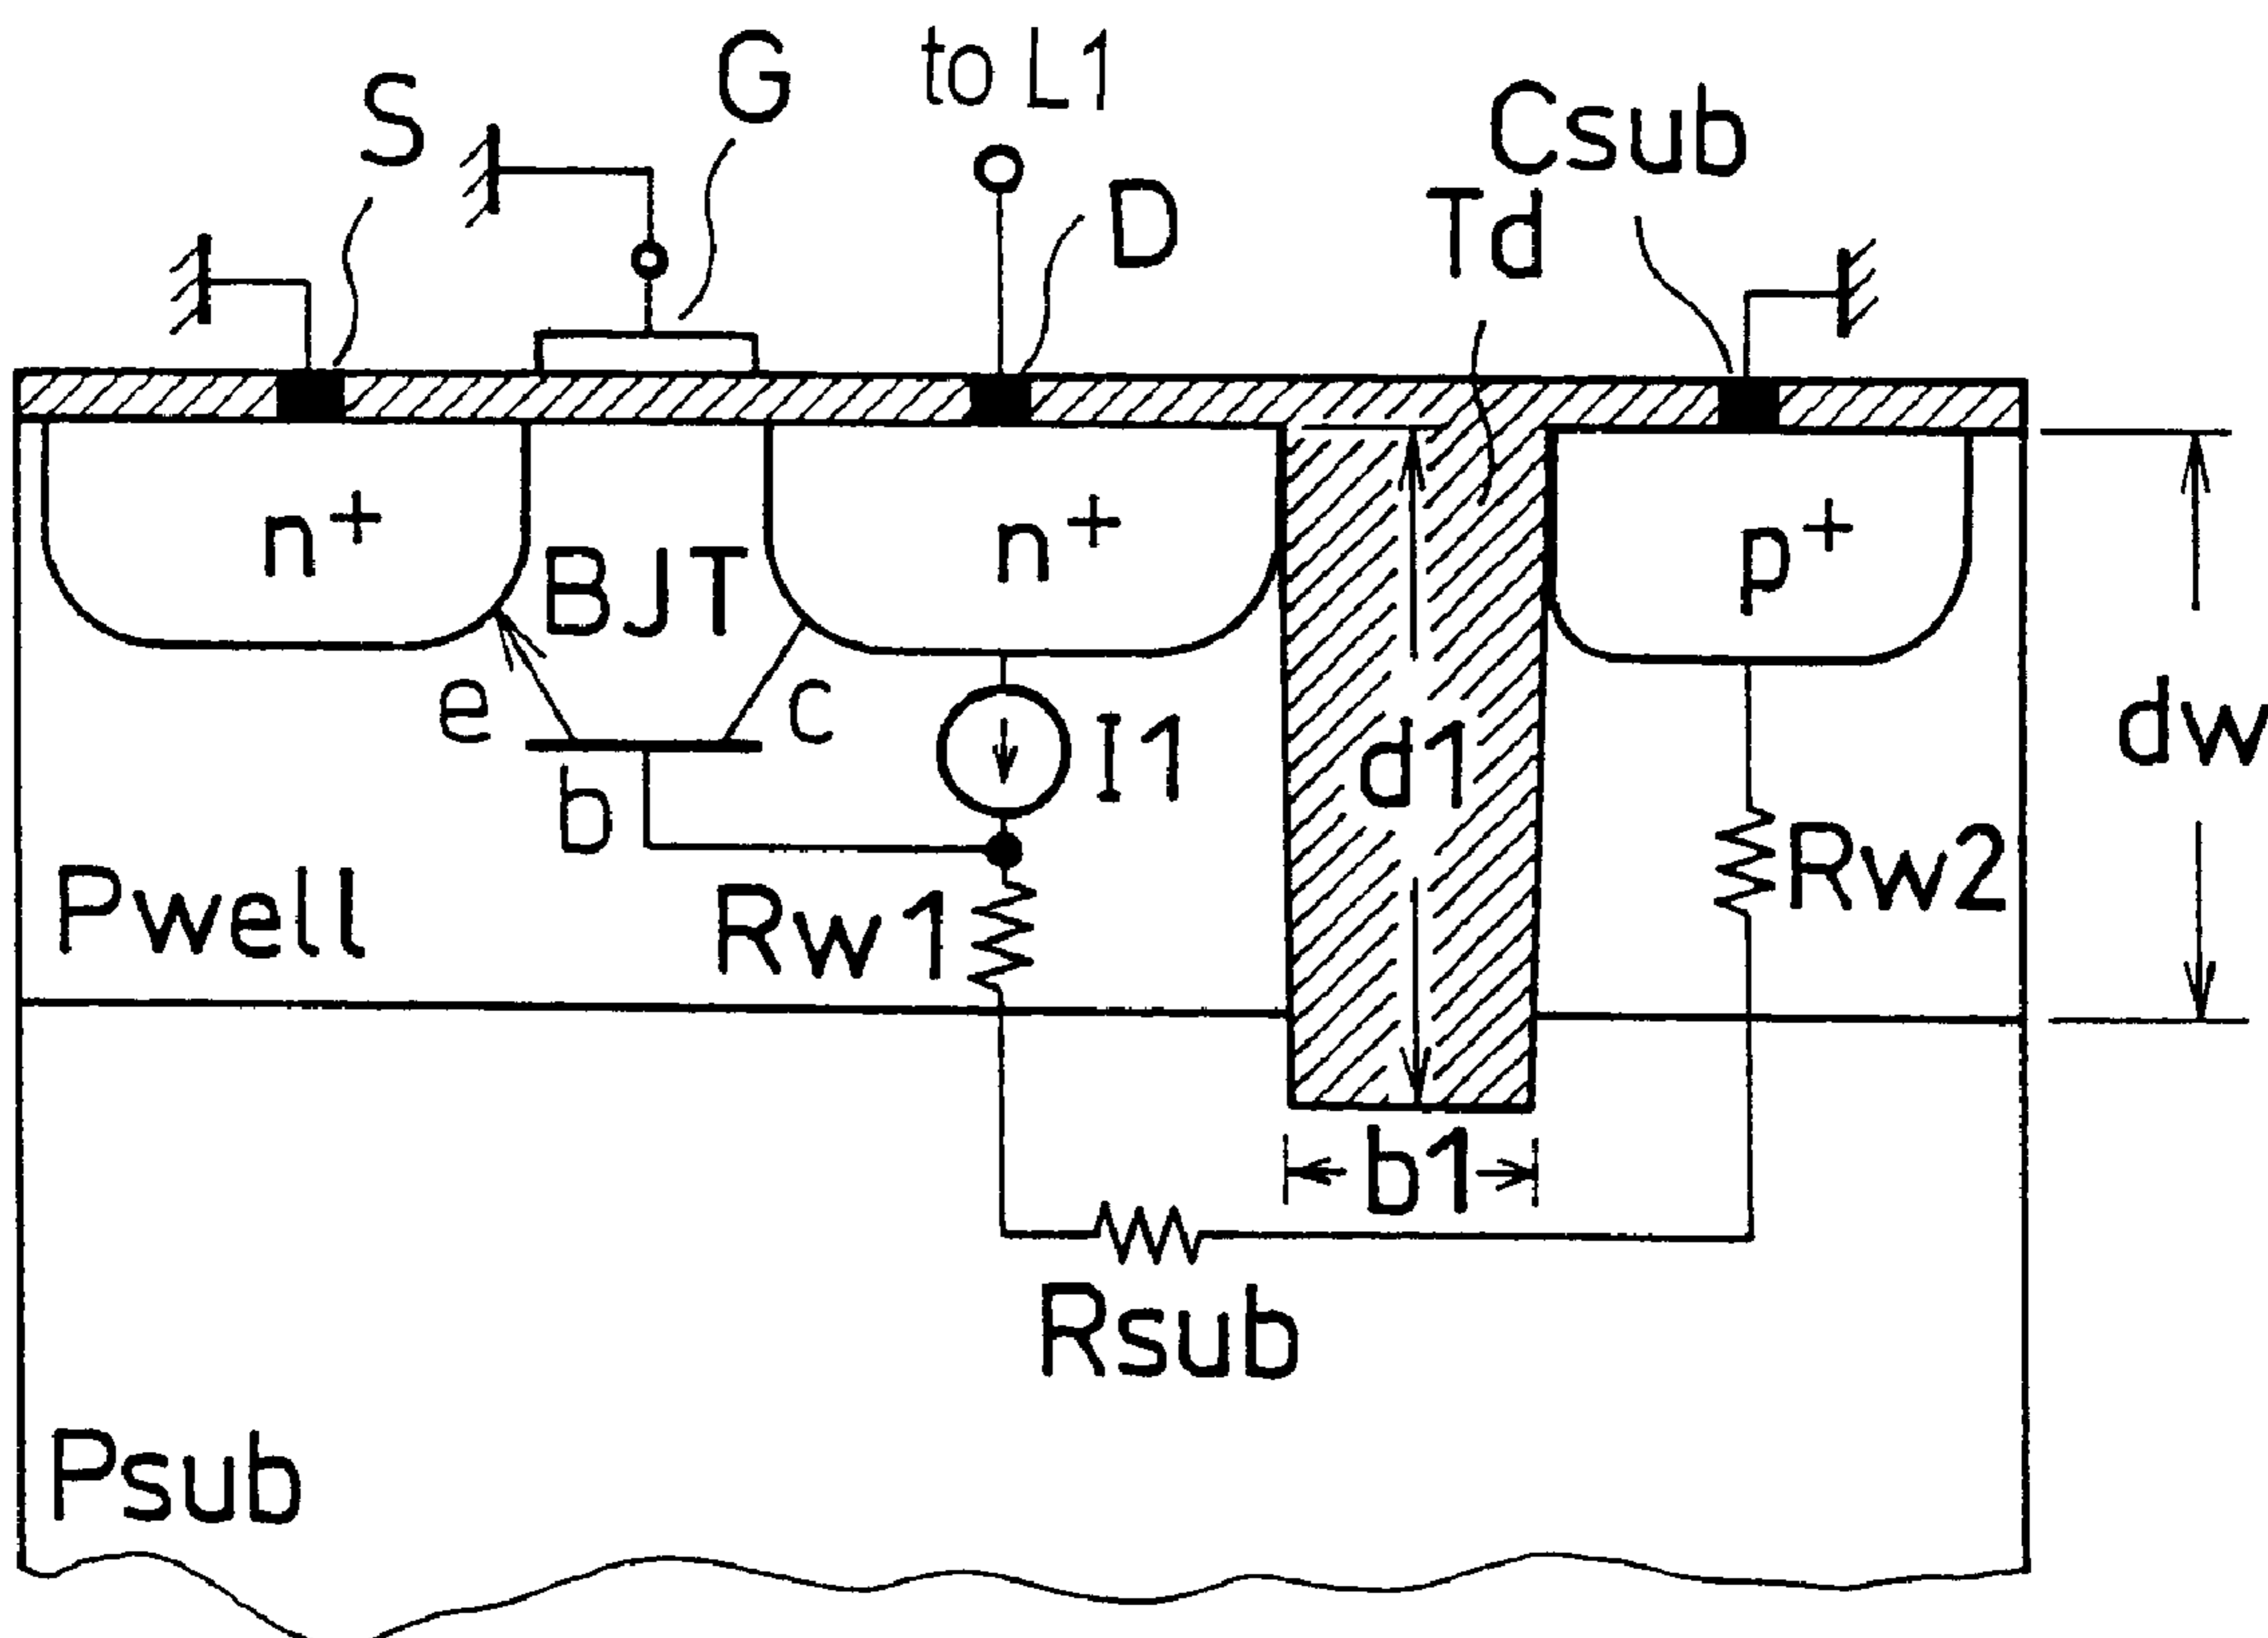 S
G
to L1
D
Csub
Td
n⁺
BJT
n⁺
p⁺
e
c
b
I1
d1
dw
Pwell
Rw1
Rw2
b1
Rsub
Psub